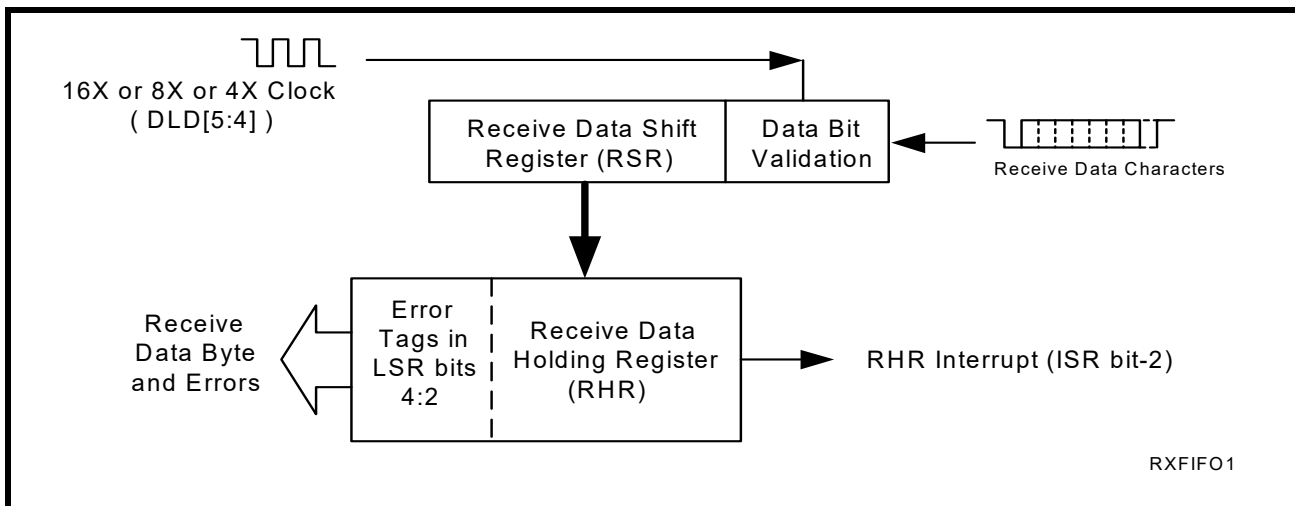 16X or 8X or 4X Clock
( DLD[5:4] )
Receive Data Shift
Register (RSR)
Data Bit
Validation
Receive Data Characters
Receive
Data Byte
and Errors
Error
Tags in
LSR bits
4:2
Receive Data
Holding Register
(RHR)
RHR Interrupt (ISR bit-2)
RXFIFO1